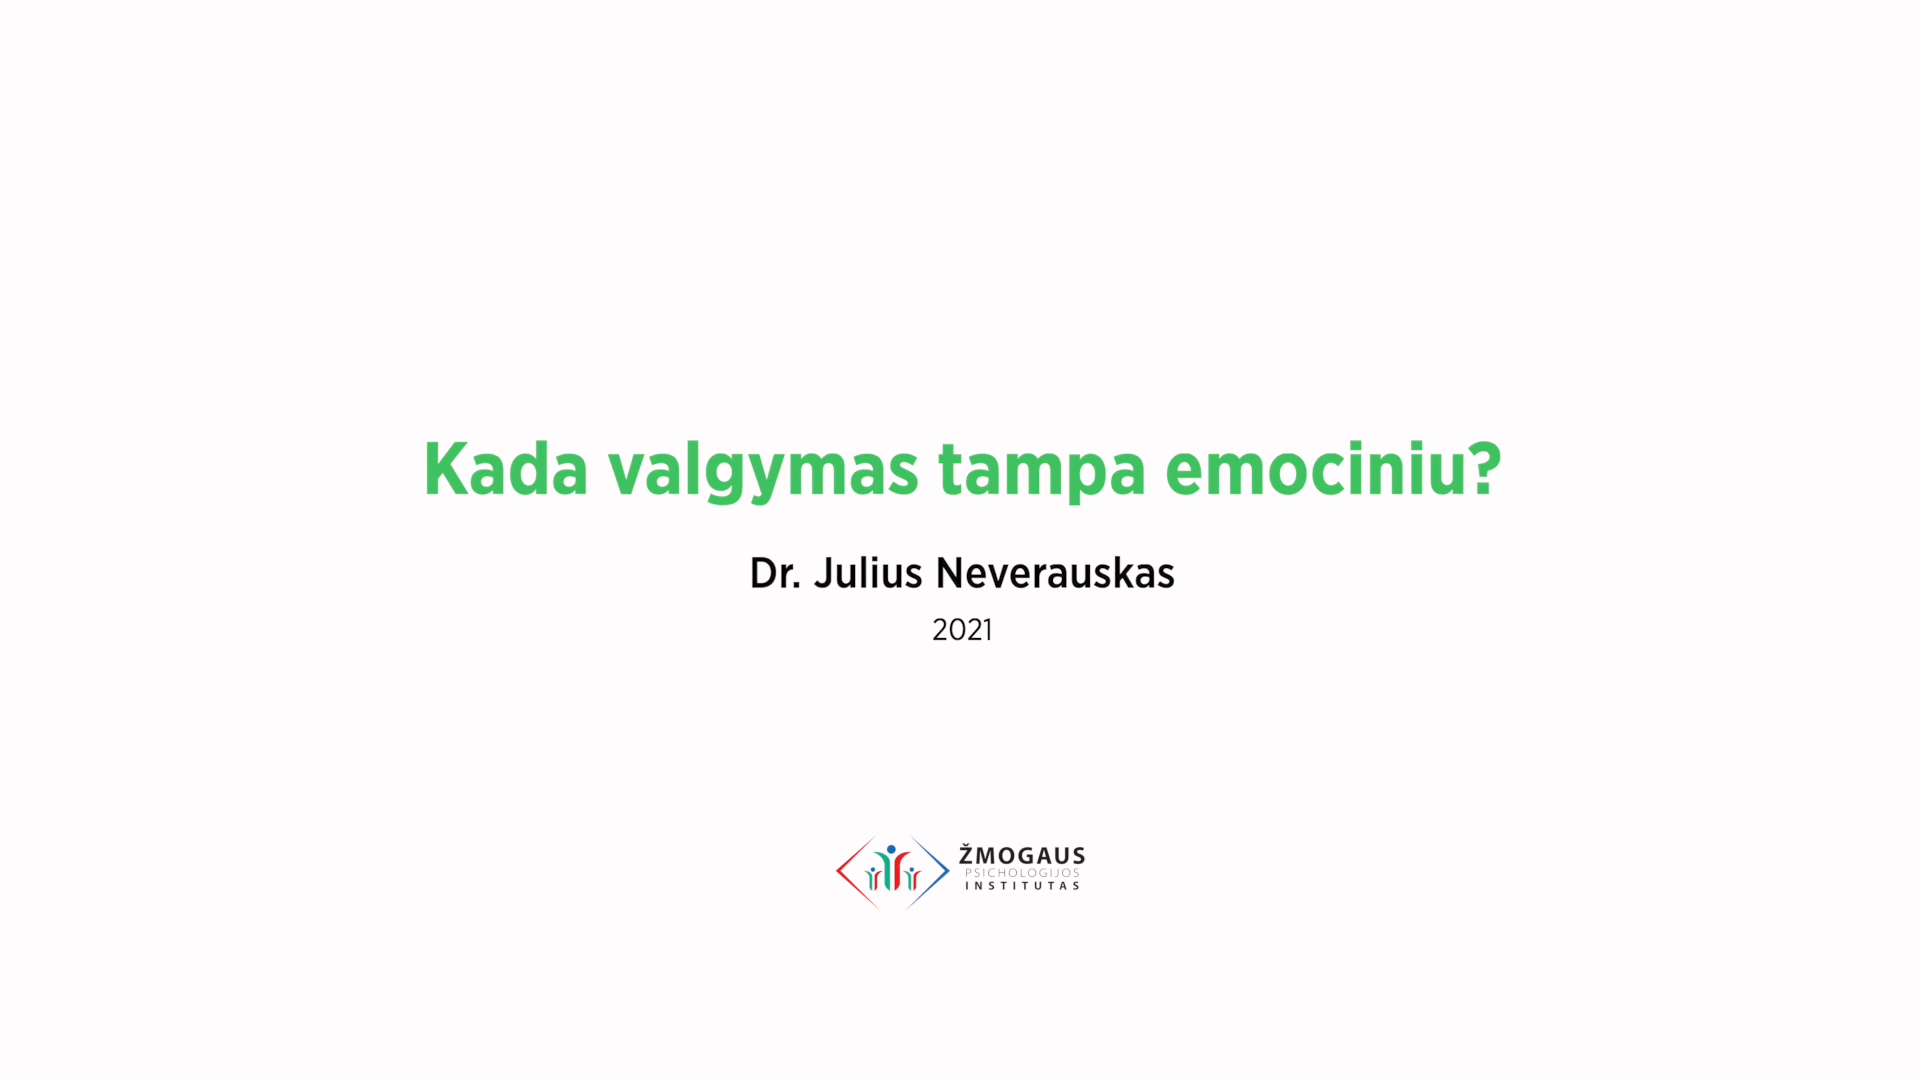 Kada valgymas tampa emociniu?
Dr. Julius Neverauskas
2021
ŽMOGAUS
PSICHOLOGIJOS
INSTITUTAS